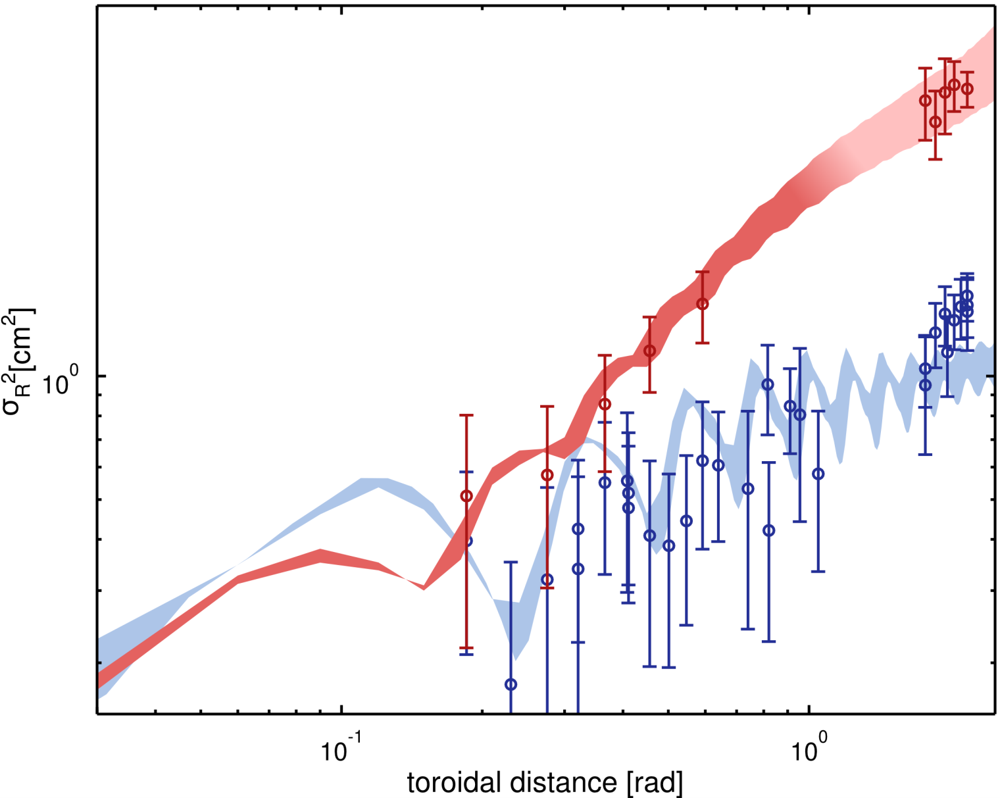 σR²[cm²]
10⁰
10⁻¹
10⁰
toroidal distance [rad]